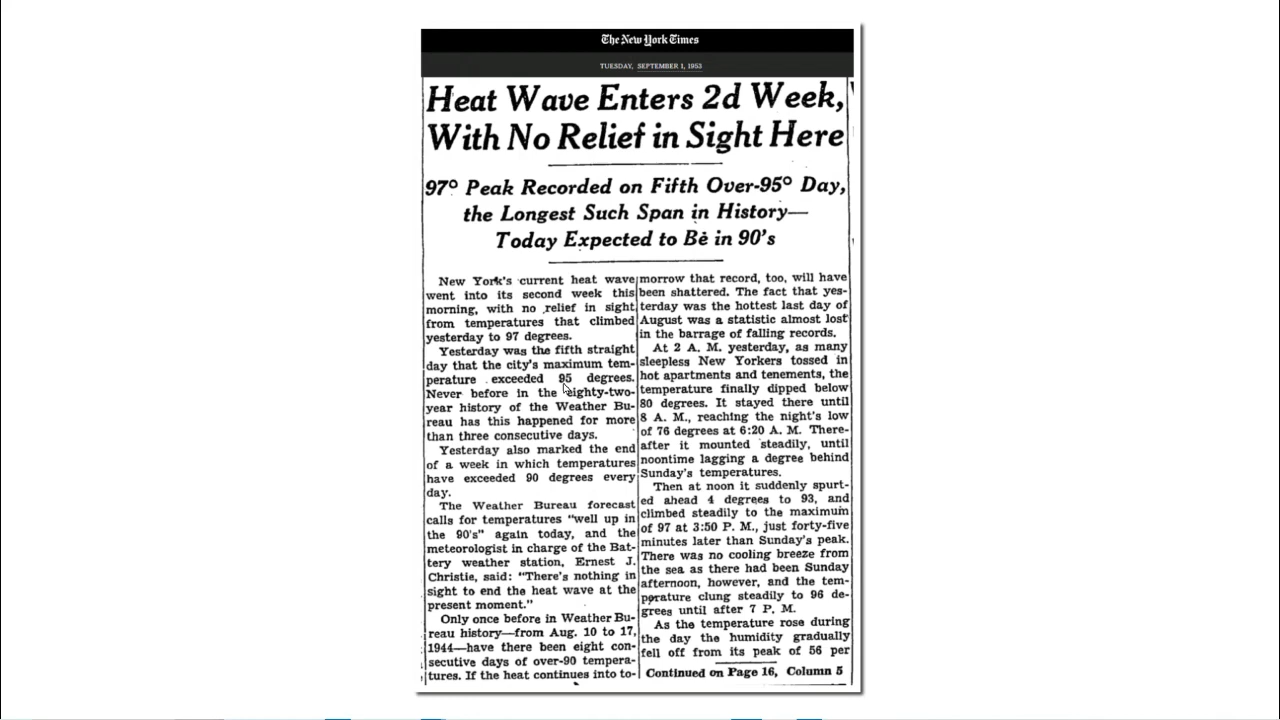 The New York Times
TUESDAY, SEPTEMBER 1, 1953
Heat Wave Enters 2d Week,
With No Relief in Sight Here
97° Peak Recorded on Fifth Over-95° Day,
the Longest Such Span in History—
Today Expected to Be in 90's
New York's current heat wave
went into its second week this
morning, with no relief in sight
from temperatures that climbed
yesterday to 97 degrees.
Yesterday was the fifth straight
day that the city's maximum tem-
perature exceeded 95 degrees.
Never before in the eighty-two-
year history of the Weather Bu-
reau has this happened for more
than three consecutive days.
Yesterday also marked the end
of a week in which temperatures
have exceeded 90 degrees every
day.
The Weather Bureau forecast
calls for temperatures "well up in
the 90's" again today, and the
meteorologist in charge of the Bat-
tery weather station, Ernest J.
Christie, said: "There's nothing in
sight to end the heat wave at the
present moment."
Only once before in Weather Bu-
reau history—from Aug. 10 to 17,
1944—have there been eight con-
secutive days of over-90 tempera-
tures. If the heat continues into to-
morrow that record, too, will have
been shattered. The fact that yes-
terday was the hottest last day of
August was a statistic almost lost
in the barrage of falling records.
At 2 A. M. yesterday, as many
sleepless New Yorkers tossed in
hot apartments and tenements, the
temperature finally dipped below
80 degrees. It stayed there until
8 A. M., reaching the night's low
of 76 degrees at 6:20 A. M. There-
after it mounted steadily, until
noontime lagging a degree behind
Sunday's temperatures.
Then at noon it suddenly spurt-
ed ahead 4 degrees to 93, and
climbed steadily to the maximum
of 97 at 3:50 P. M., just forty-five
minutes later than Sunday's peak.
There was no cooling breeze from
the sea as there had been Sunday
afternoon, however, and the tem-
perature clung steadily to 96 de-
grees until after 7 P. M.
As the temperature rose during
the day the humidity gradually
fell off from its peak of 56 per
Continued on Page 16, Column 5